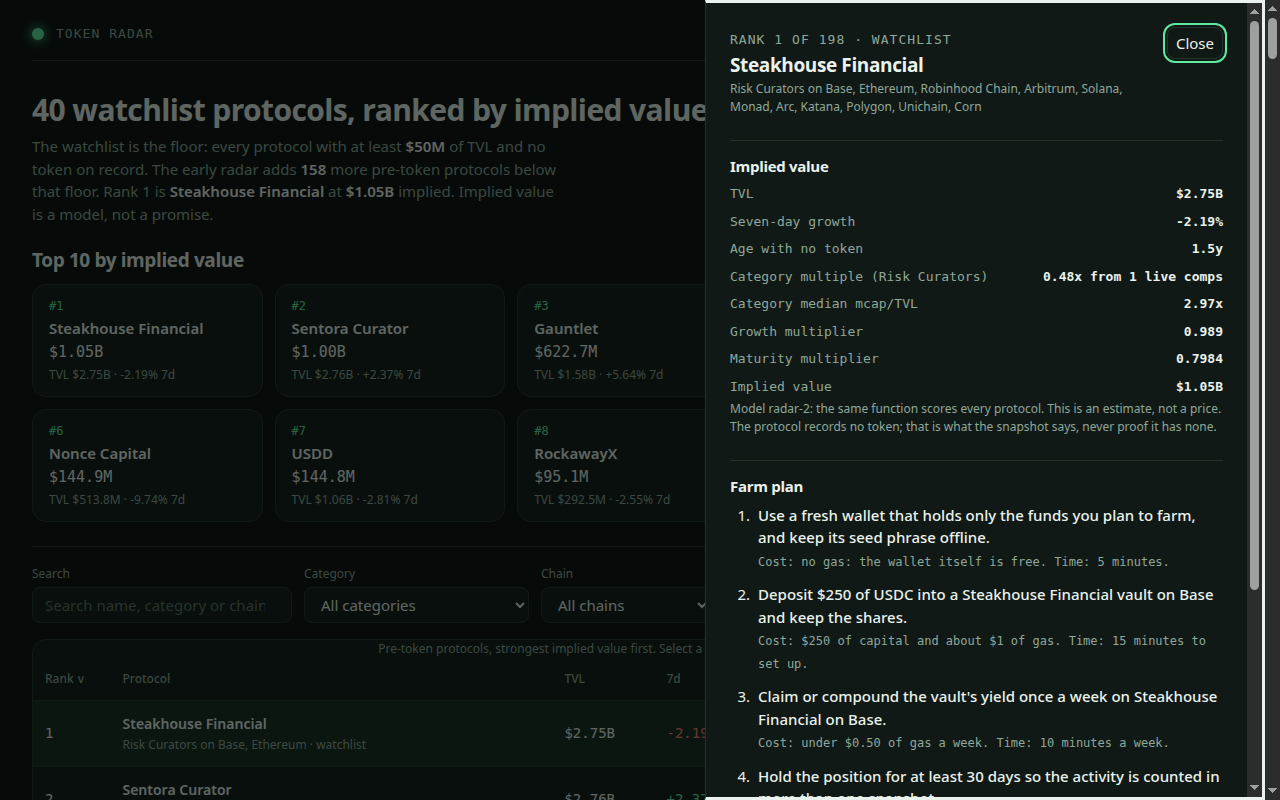 TOKEN RADAR
40 watchlist protocols, ranked by implied value
The watchlist is the floor: every protocol with at least $50M of TVL and no
token on record. The early radar adds 158 more pre-token protocols below
that floor. Rank 1 is Steakhouse Financial at $1.05B implied. Implied value
is a model, not a promise.
Top 10 by implied value
#1
Steakhouse Financial
$1.05B
TVL $2.75B · -2.19% 7d
#2
Sentora Curator
$1.00B
TVL $2.76B · +2.37% 7d
#3
Gauntlet
$622.7M
TVL $1.58B · +5.64% 7d
#6
Nonce Capital
$144.9M
TVL $513.8M · -9.74% 7d
#7
USDD
$144.8M
TVL $1.06B · -2.81% 7d
#8
RockawayX
$95.1M
TVL $292.5M · -2.55% 7d
Search
Category
Chain
Search name, category or chain
All categories
All chains
Pre-token protocols, strongest implied value first. Select a
Rank v
Protocol
TVL
7d
1
Steakhouse Financial
Risk Curators on Base, Ethereum · watchlist
$2.75B
-2.19
2
Sentora Curator
$2.76B
+2.37
RANK 1 OF 198 · WATCHLIST
Steakhouse Financial
Risk Curators on Base, Ethereum, Robinhood Chain, Arbitrum, Solana,
Monad, Arc, Katana, Polygon, Unichain, Corn
Close
Implied value
TVL $2.75B
Seven-day growth -2.19%
Age with no token 1.5y
Category multiple (Risk Curators) 0.48x from 1 live comps
Category median mcap/TVL 2.97x
Growth multiplier 0.989
Maturity multiplier 0.7984
Implied value $1.05B
Model radar-2: the same function scores every protocol. This is an estimate, not a price.
The protocol records no token; that is what the snapshot says, never proof it has none.
Farm plan
1. Use a fresh wallet that holds only the funds you plan to farm,
and keep its seed phrase offline.
Cost: no gas: the wallet itself is free. Time: 5 minutes.
2. Deposit $250 of USDC into a Steakhouse Financial vault on Base
and keep the shares.
Cost: $250 of capital and about $1 of gas. Time: 15 minutes to
set up.
3. Claim or compound the vault's yield once a week on Steakhouse
Financial on Base.
Cost: under $0.50 of gas a week. Time: 10 minutes a week.
4. Hold the position for at least 30 days so the activity is counted in
more than one snapshot.